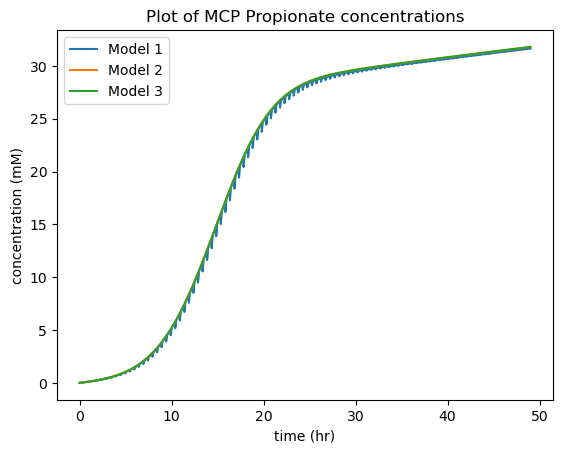 Plot of MCP Propionate concentrations
Model 1
Model 2
Model 3
concentration (mM)
30
25
20
15
10
5
0
0 10 20 30 40 50
time (hr)